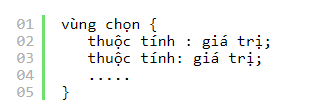 01 vùng chọn {
02 thuộc tính : giá trị;
03 thuộc tính: giá trị;
04 .....
05 }